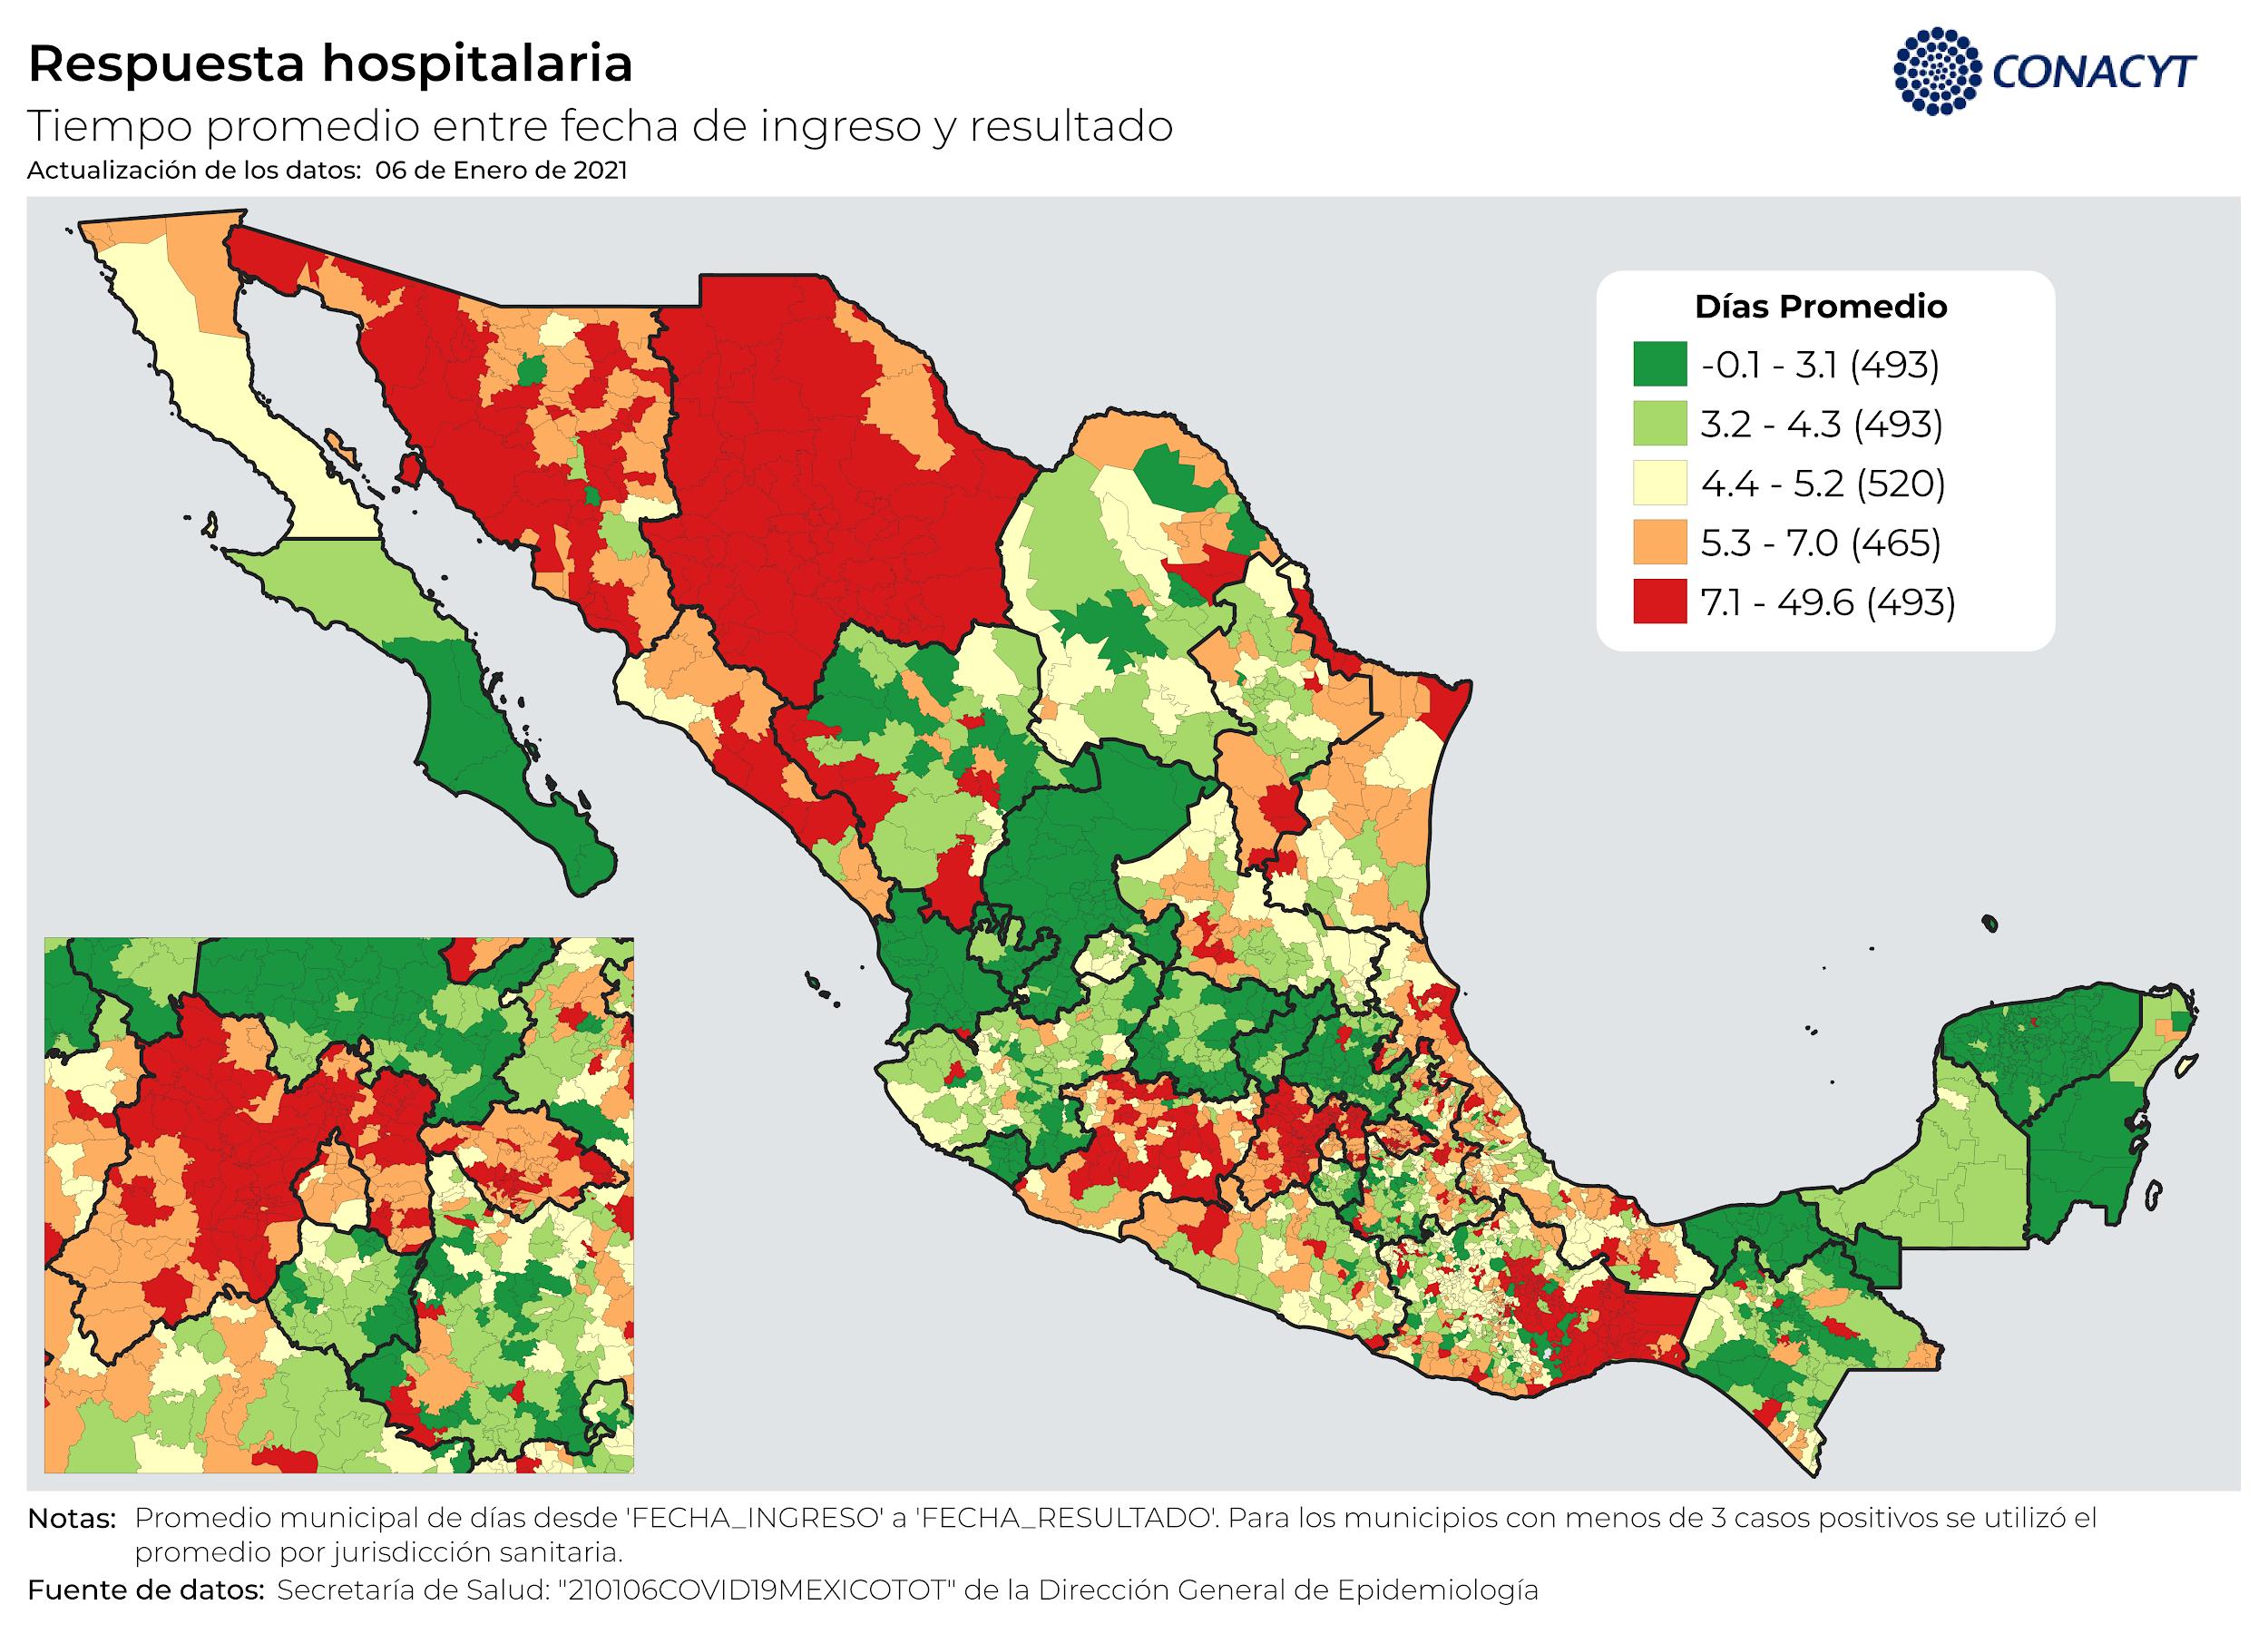 Respuesta hospitalaria
CONACYT
Tiempo promedio entre fecha de ingreso y resultado
Actualización de los datos: 06 de Enero de 2021
Días Promedio
-0.1 - 3.1 (493)
3.2 - 4.3 (493)
4.4 - 5.2 (520)
5.3 - 7.0 (465)
7.1 - 49.6 (493)
Notas: Promedio municipal de días desde 'FECHA_INGRESO' a 'FECHA_RESULTADO'. Para los municipios con menos de 3 casos positivos se utilizó el
promedio por jurisdicción sanitaria.
Fuente de datos: Secretaría de Salud: "210106COVID19MEXICOTOT" de la Dirección General de Epidemiología